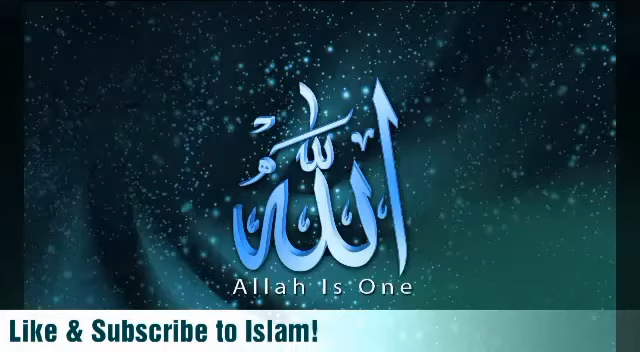 الله
Allah Is One
Like & Subscribe to Islam!